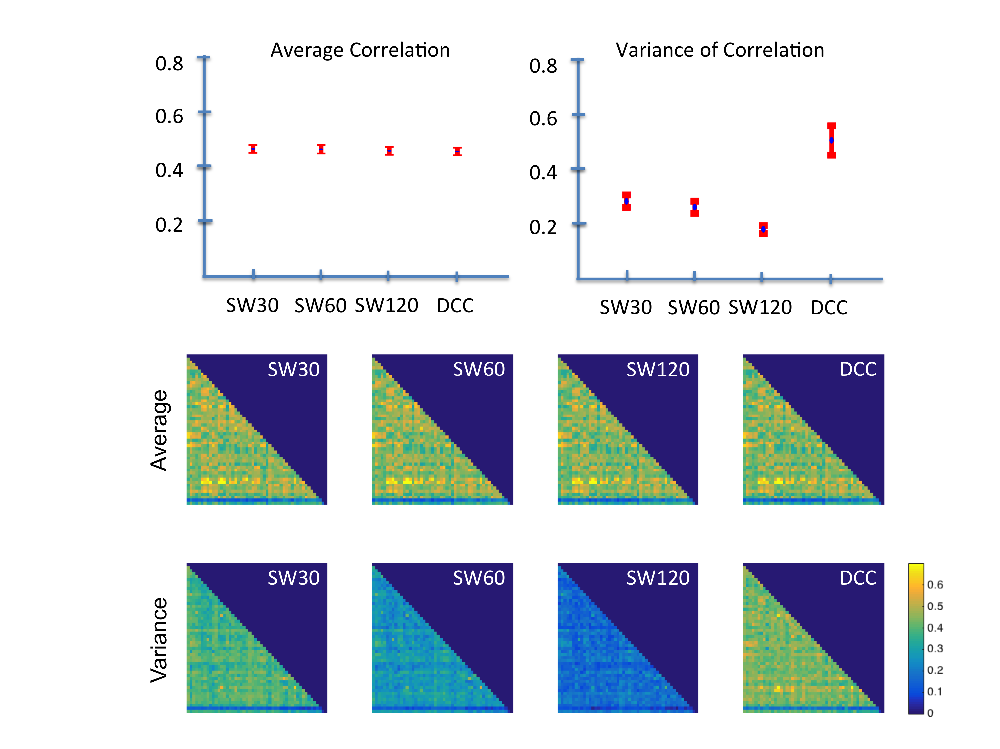 Average Correlation
0.8
0.6
0.4
0.2
SW30 SW60 SW120 DCC
Variance of Correlation
0.8
0.6
0.4
0.2
SW30 SW60 SW120 DCC
Average
SW30
SW60
SW120
DCC
Variance
SW30
SW60
SW120
DCC
0.6
0.5
0.4
0.3
0.2
0.1
0